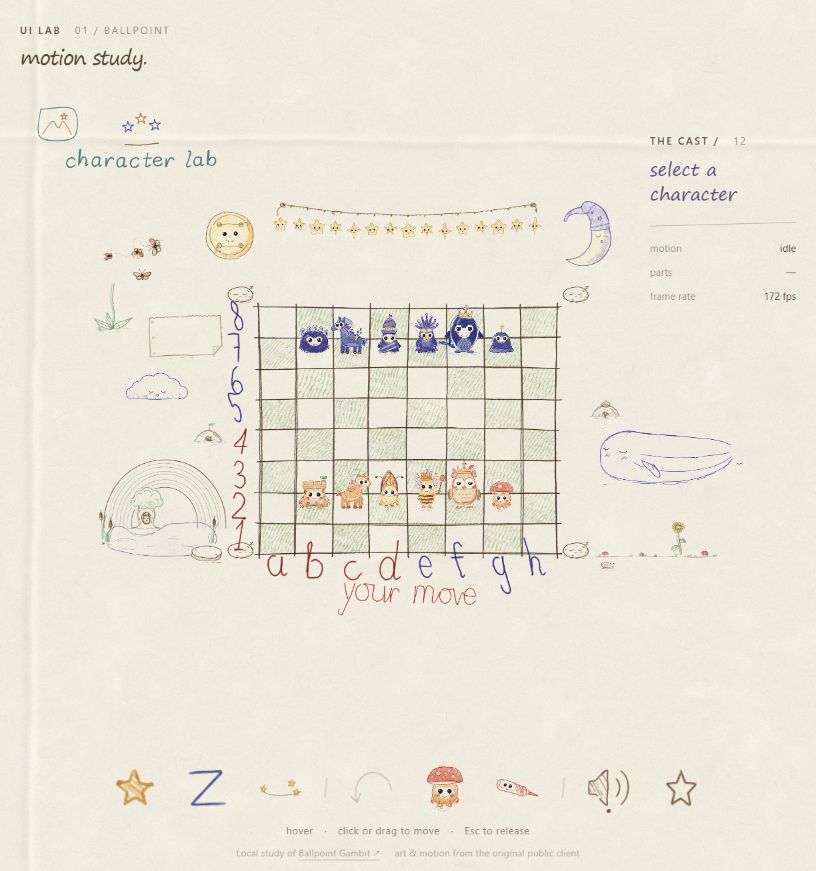 UI LAB 01 / BALLPOINT
motion study.
character lab
THE CAST / 12
select a
character
motion idle
parts —
frame rate 172 fps
8
7
6
5
4
3
2
1
a b c d e f g h
your move
Z
hover · click or drag to move · Esc to release
Local study of Ballpoint Gambit ↗ art & motion from the original public client